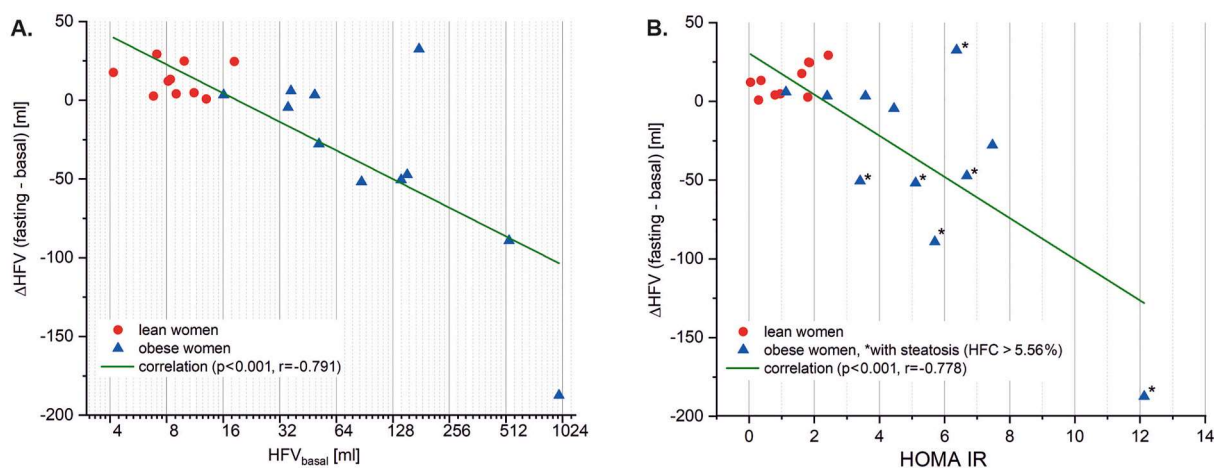 A.
50
0
-50
-100
-150
-200
ΔHFV (fasting - basal) [ml]
lean women
obese women
correlation (p<0.001, r=-0.791)
4 8 16 32 64 128 256 512 1024
HFVbasal [ml]
B.
50
0
-50
-100
-150
-200
ΔHFV (fasting - basal) [ml]
*
*
*
*
*
*
lean women
obese women, *with steatosis (HFC > 5.56%)
correlation (p<0.001, r=-0.778)
0 2 4 6 8 10 12 14
HOMA IR